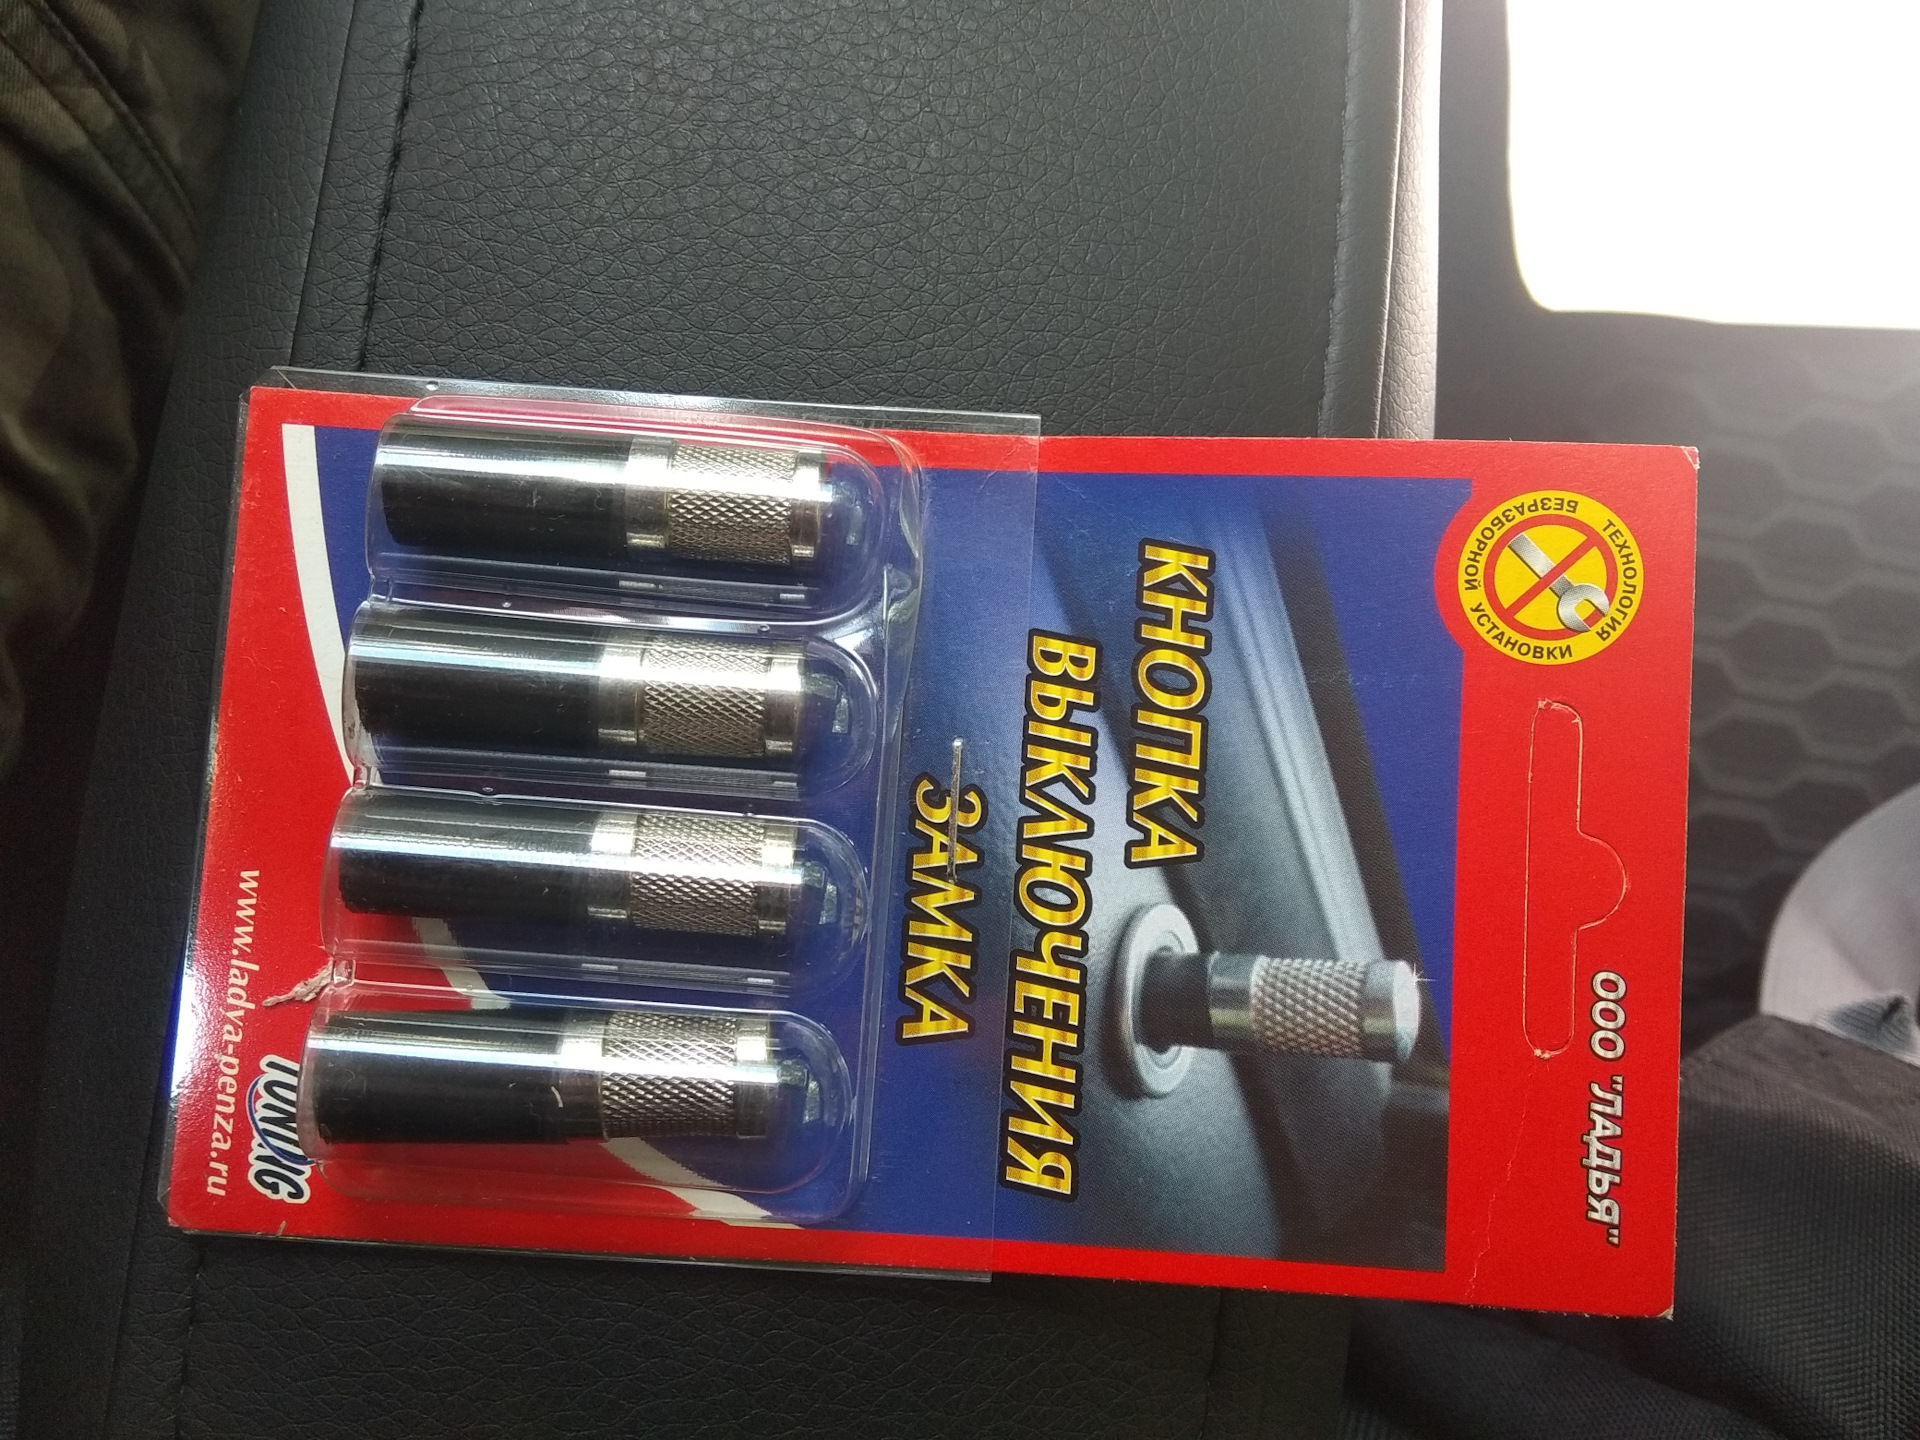 ООО "ЛАДЬЯ"
ТЕХНОЛОГИЯ
БЕЗРАЗБОРНОЙ УСТАНОВКИ
КНОПКА
ВЫКЛЮЧЕНИЯ
ЗАМКА
www.ladya-penza.ru